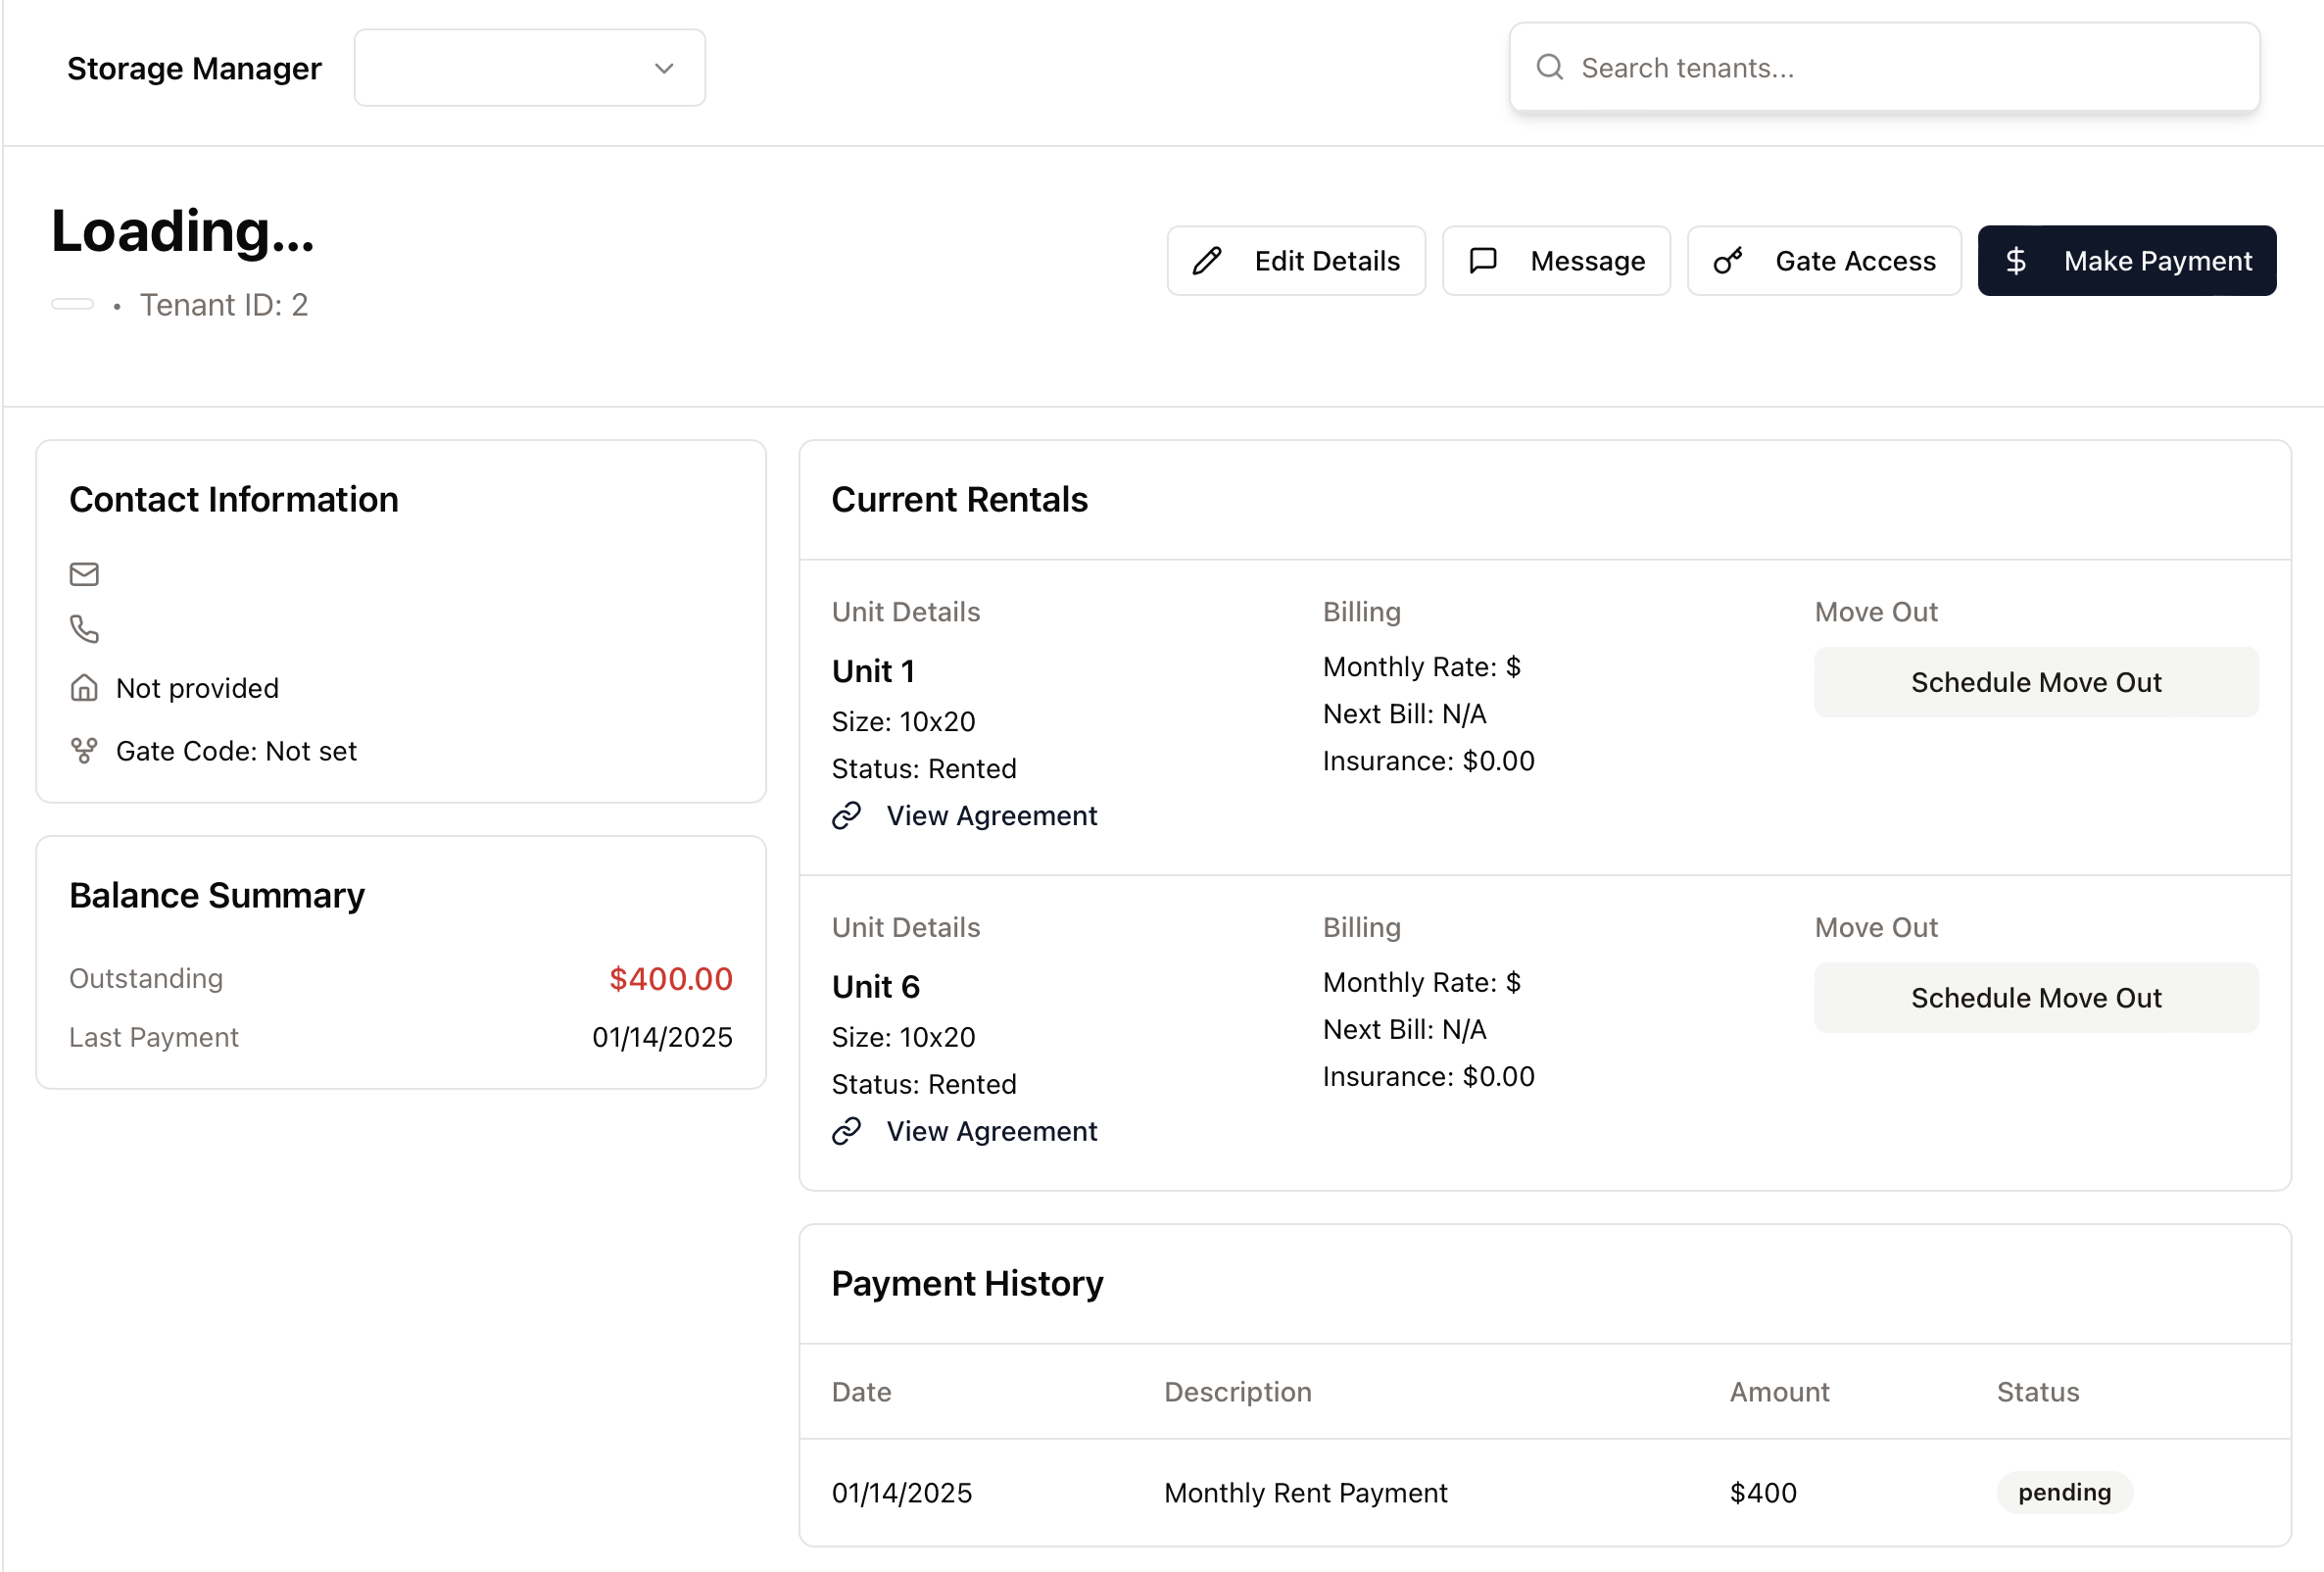 Storage Manager
Search tenants...
Loading...
• Tenant ID: 2
Edit Details
Message
Gate Access
Make Payment
Contact Information
Not provided
Gate Code: Not set
Balance Summary
Outstanding $400.00
Last Payment 01/14/2025
Current Rentals
Unit Details
Unit 1
Size: 10x20
Status: Rented
View Agreement
Billing
Monthly Rate: $
Next Bill: N/A
Insurance: $0.00
Move Out
Schedule Move Out
Unit Details
Unit 6
Size: 10x20
Status: Rented
View Agreement
Billing
Monthly Rate: $
Next Bill: N/A
Insurance: $0.00
Move Out
Schedule Move Out
Payment History
Date Description Amount Status
01/14/2025 Monthly Rent Payment $400 pending